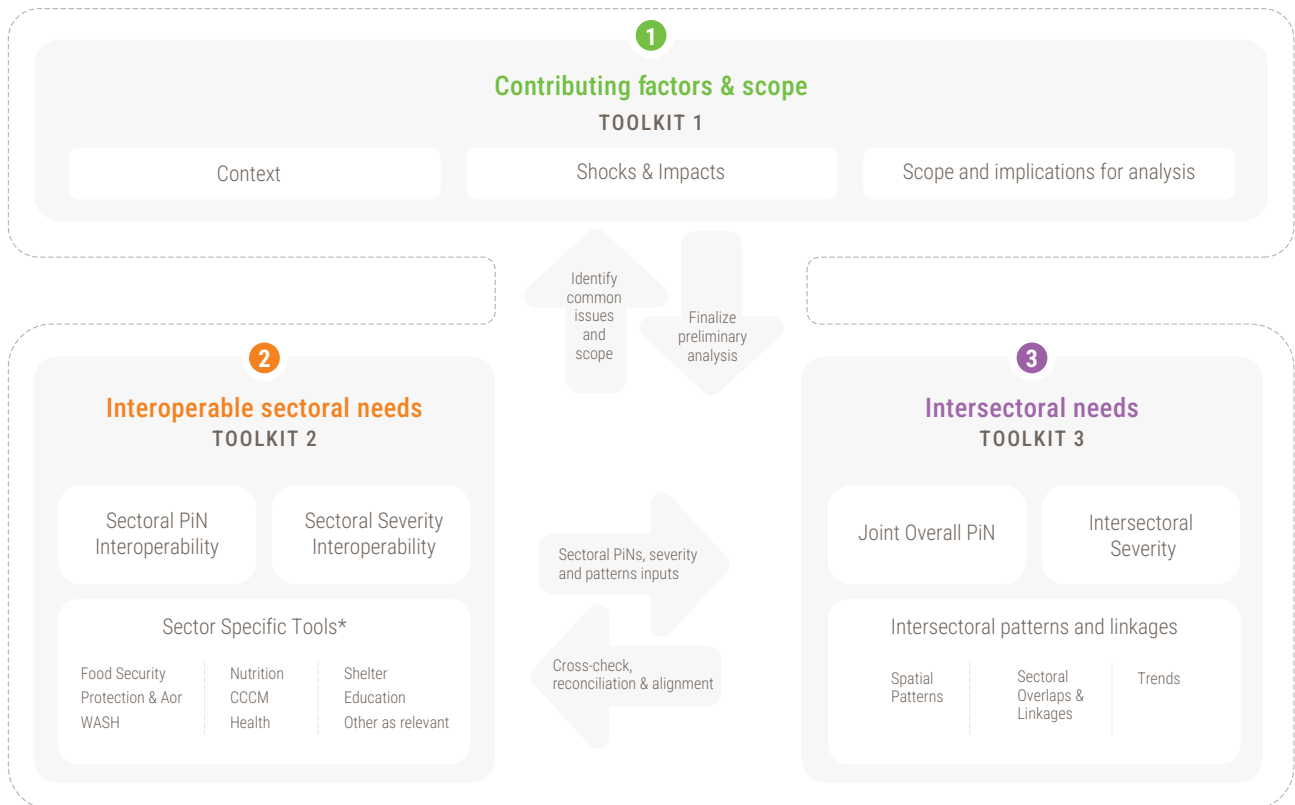 1
Contributing factors & scope
TOOLKIT 1
Context
Shocks & Impacts
Scope and implications for analysis
Identify
common
issues
and
scope
Finalize
preliminary
analysis
2
Interoperable sectoral needs
TOOLKIT 2
Sectoral PiN
Interoperability
Sectoral Severity
Interoperability
Sector Specific Tools*
Food Security
Protection & Aor
WASH
Nutrition
CCCM
Health
Shelter
Education
Other as relevant
Sectoral PiNs, severity
and patterns inputs
Cross-check,
reconciliation & alignment
3
Intersectoral needs
TOOLKIT 3
Joint Overall PiN
Intersectoral
Severity
Intersectoral patterns and linkages
Spatial
Patterns
Sectoral
Overlaps &
Linkages
Trends